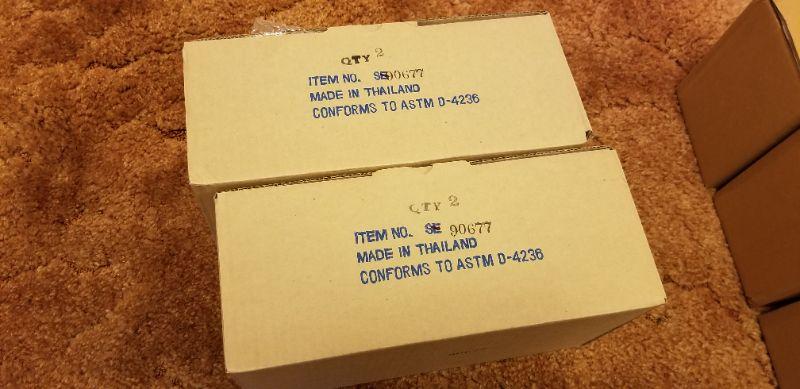 QTY 2
ITEM NO. SE90677
MADE IN THAILAND
CONFORMS TO ASTM D-4236
QTY 2
ITEM NO. SE 90677
MADE IN THAILAND
CONFORMS TO ASTM D-4236